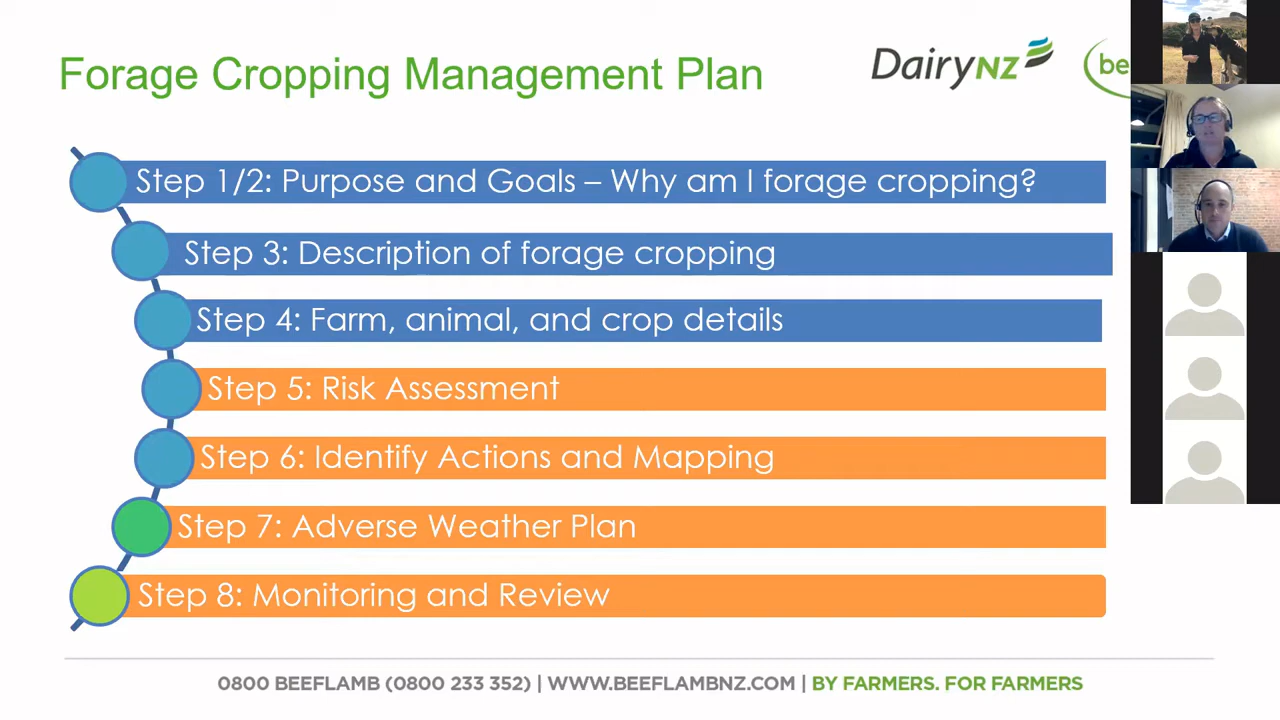 Forage Cropping Management Plan
DairyNZ
be
Step 1/2: Purpose and Goals – Why am I forage cropping?
Step 3: Description of forage cropping
Step 4: Farm, animal, and crop details
Step 5: Risk Assessment
Step 6: Identify Actions and Mapping
Step 7: Adverse Weather Plan
Step 8: Monitoring and Review
0800 BEEFLAMB (0800 233 352) | WWW.BEEFLAMBNZ.COM | BY FARMERS. FOR FARMERS